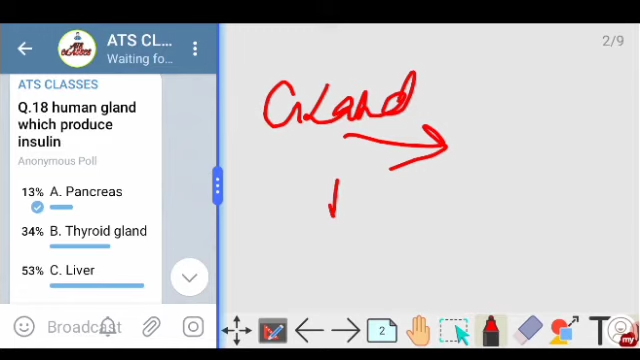 ATS CL...
Waiting fo...
ATS CLASSES
Q.18 human gland
which produce
insulin
Anonymous Poll
13% A. Pancreas
34% B. Thyroid gland
53% C. Liver
Broadcast
2/9
Gland
2
T
my